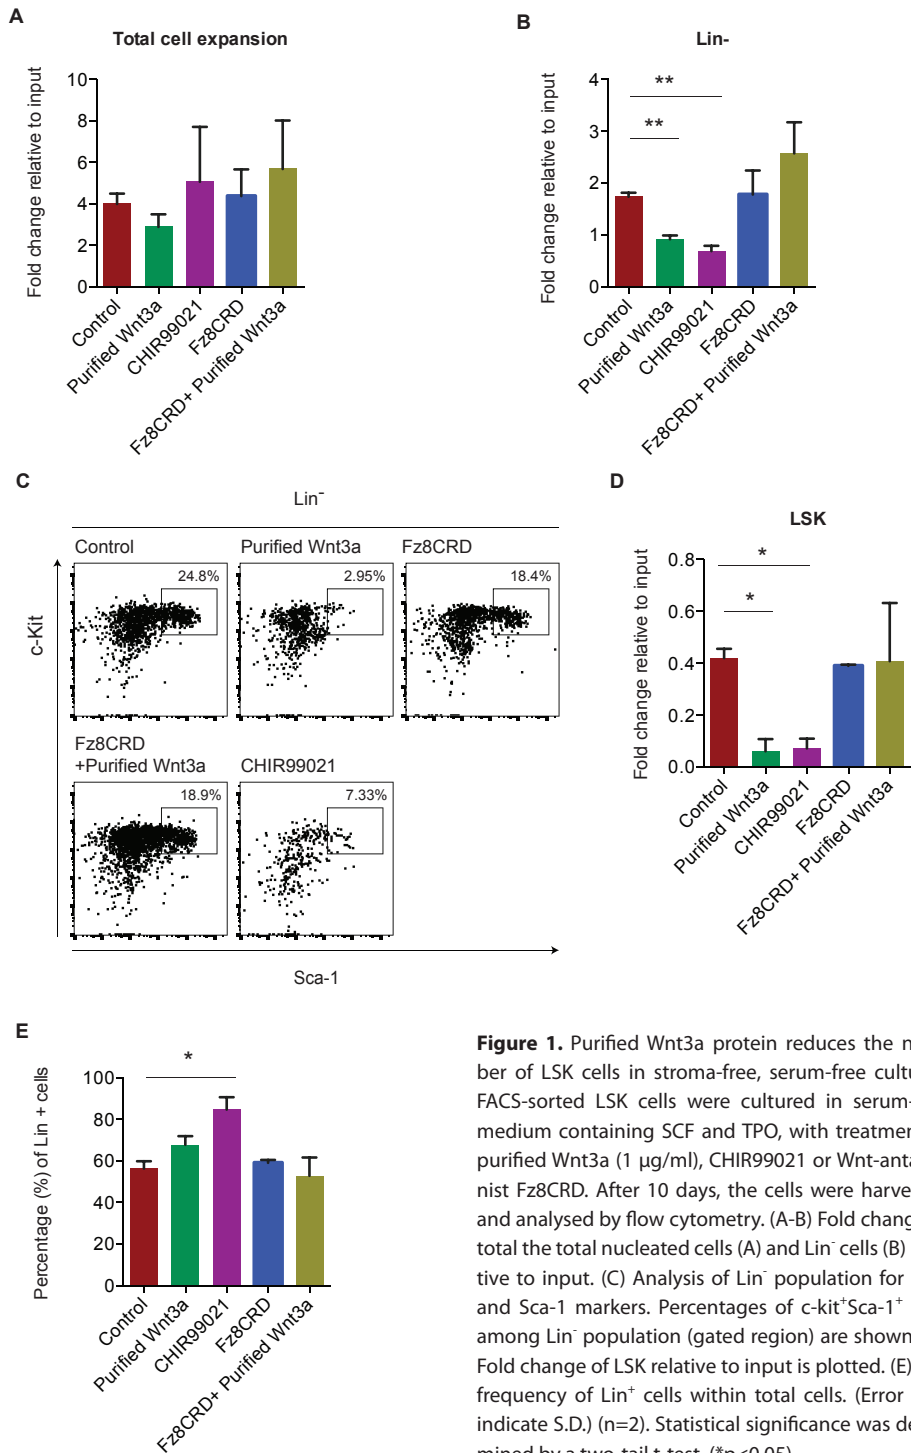 A
Total cell expansion
Fold change relative to input
10
8
6
4
2
0
Control
Purified Wnt3a
CHIR99021
Fz8CRD
Fz8CRD+ Purified Wnt3a
B
Lin-
Fold change relative to input
4
3
2
1
0
**
**
Control
Purified Wnt3a
CHIR99021
Fz8CRD
Fz8CRD+ Purified Wnt3a
C
Lin⁻
Control
Purified Wnt3a
Fz8CRD
24.8%
2.95%
18.4%
c-Kit
Fz8CRD
+Purified Wnt3a
CHIR99021
18.9%
7.33%
Sca-1
D
LSK
Fold change relative to input
0.8
0.6
0.4
0.2
0.0
*
*
Control
Purified Wnt3a
CHIR99021
Fz8CRD
Fz8CRD+ Purified Wnt3a
E
Percentage (%) of Lin + cells
100
80
60
40
20
0
*
Control
Purified Wnt3a
CHIR99021
Fz8CRD
Fz8CRD+ Purified Wnt3a
Figure 1. Purified Wnt3a protein reduces the n
ber of LSK cells in stroma-free, serum-free cultu
FACS-sorted LSK cells were cultured in serum-
medium containing SCF and TPO, with treatmen
purified Wnt3a (1 µg/ml), CHIR99021 or Wnt-anta
nist Fz8CRD. After 10 days, the cells were harve
and analysed by flow cytometry. (A-B) Fold chang
total the total nucleated cells (A) and Lin⁻ cells (B)
tive to input. (C) Analysis of Lin⁻ population for
and Sca-1 markers. Percentages of c-kit⁺Sca-1⁺
among Lin⁻ population (gated region) are shown
Fold change of LSK relative to input is plotted. (E)
frequency of Lin⁺ cells within total cells. (Error
indicate S.D.) (n=2). Statistical significance was de
mined by a two-tail t-test. (*p<0.05)